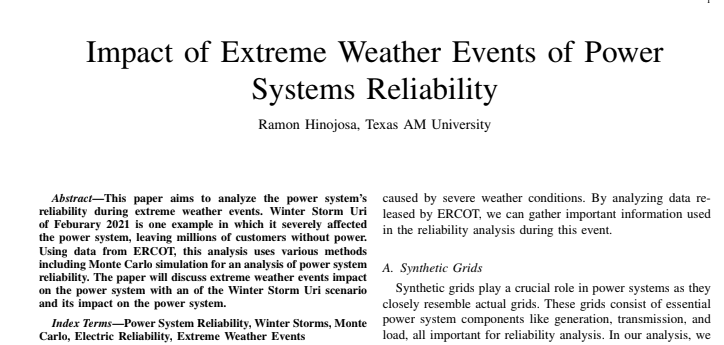 Impact of Extreme Weather Events of Power
Systems Reliability
Ramon Hinojosa, Texas AM University
Abstract—This paper aims to analyze the power system's
reliability during extreme weather events. Winter Storm Uri
of Feburary 2021 is one example in which it severely affected
the power system, leaving millions of customers without power.
Using data from ERCOT, this analysis uses various methods
including Monte Carlo simulation for an analysis of power system
reliability. The paper will discuss extreme weather events impact
on the power system with an of the Winter Storm Uri scenario
and its impact on the power system.
Index Terms—Power System Reliability, Winter Storms, Monte
Carlo, Electric Reliability, Extreme Weather Events
caused by severe weather conditions. By analyzing data re-
leased by ERCOT, we can gather important information used
in the reliability analysis during this event.
A. Synthetic Grids
Synthetic grids play a crucial role in power systems as they
closely resemble actual grids. These grids consist of essential
power system components like generation, transmission, and
load, all important for reliability analysis. In our analysis, we